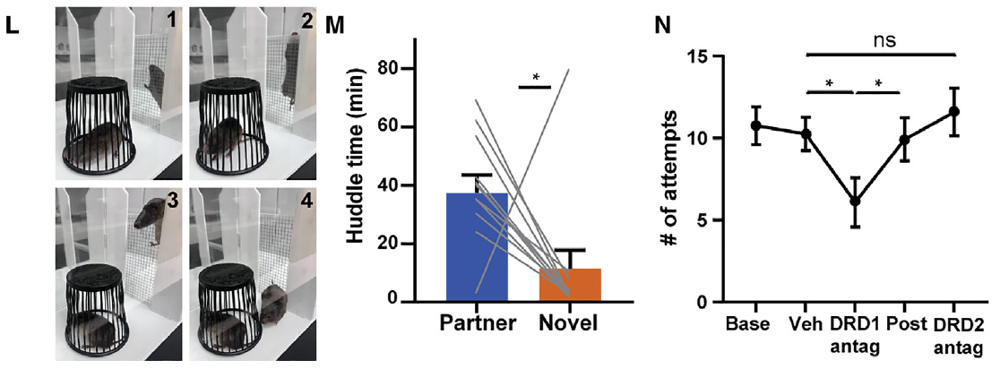 L
1
2
3
4
M
Huddle time (min)
80
60
40
20
0
*
Partner
Novel
N
# of attempts
15
10
5
0
ns
*
*
Base
Veh
DRD1
antag
Post
DRD2
antag